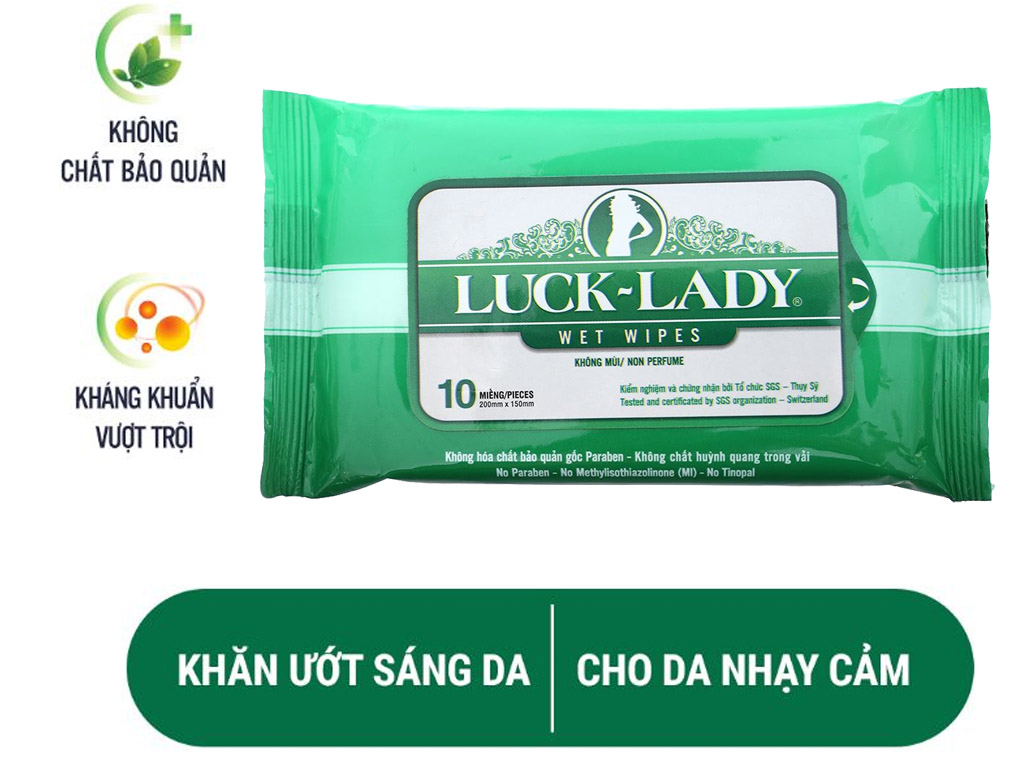 KHÔNG
CHẤT BẢO QUẢN
KHÁNG KHUẨN
VƯỢT TRỘI
LUCK-LADY®
WET WIPES
KHÔNG MÙI/ NON PERFUME
10 MIẾNG/PIECES
200mm x 150mm
Kiểm nghiệm và chứng nhận bởi Tổ chức SGS – Thụy Sỹ
Tested and certificated by SGS organization – Switzerland
Không hóa chất bảo quản gốc Paraben - Không chất huỳnh quang trong vải
No Paraben - No Methylisothiazolinone (MI) - No Tinopal
KHĂN ƯỚT SÁNG DA
CHO DA NHẠY CẢM